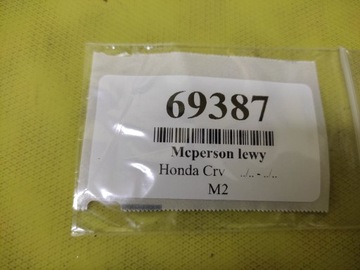 69387
Mcperson lewy
Honda Crv ../.. - ../..
M2